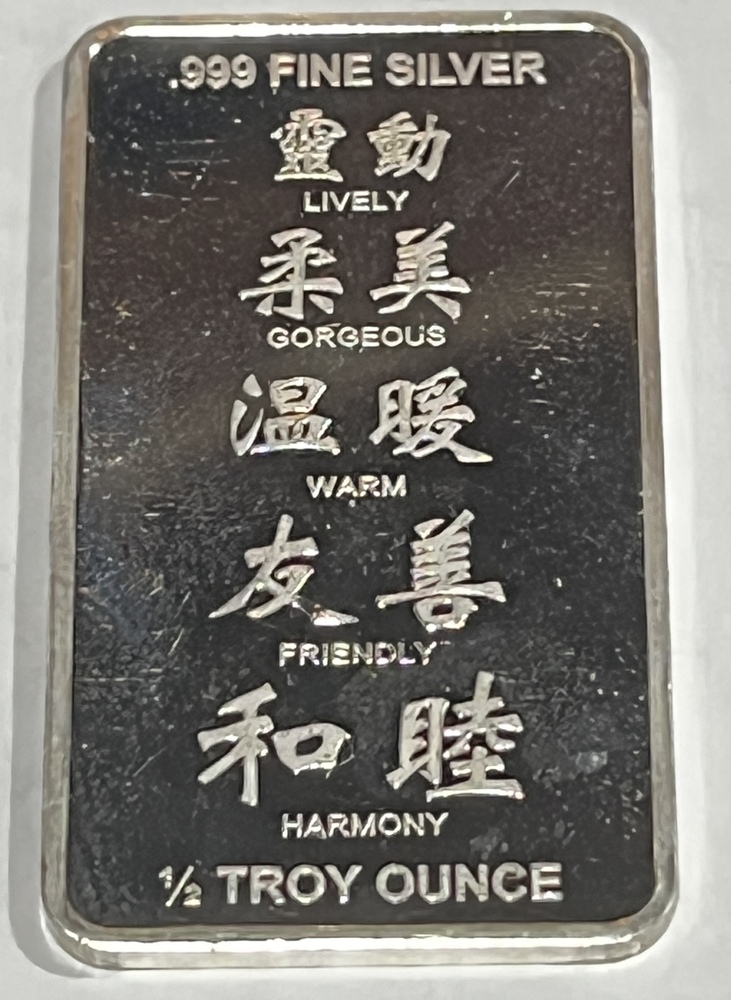 .999 FINE SILVER
靈動
LIVELY
柔美
GORGEOUS
温暖
WARM
友善
FRIENDLY
和睦
HARMONY
½ TROY OUNCE